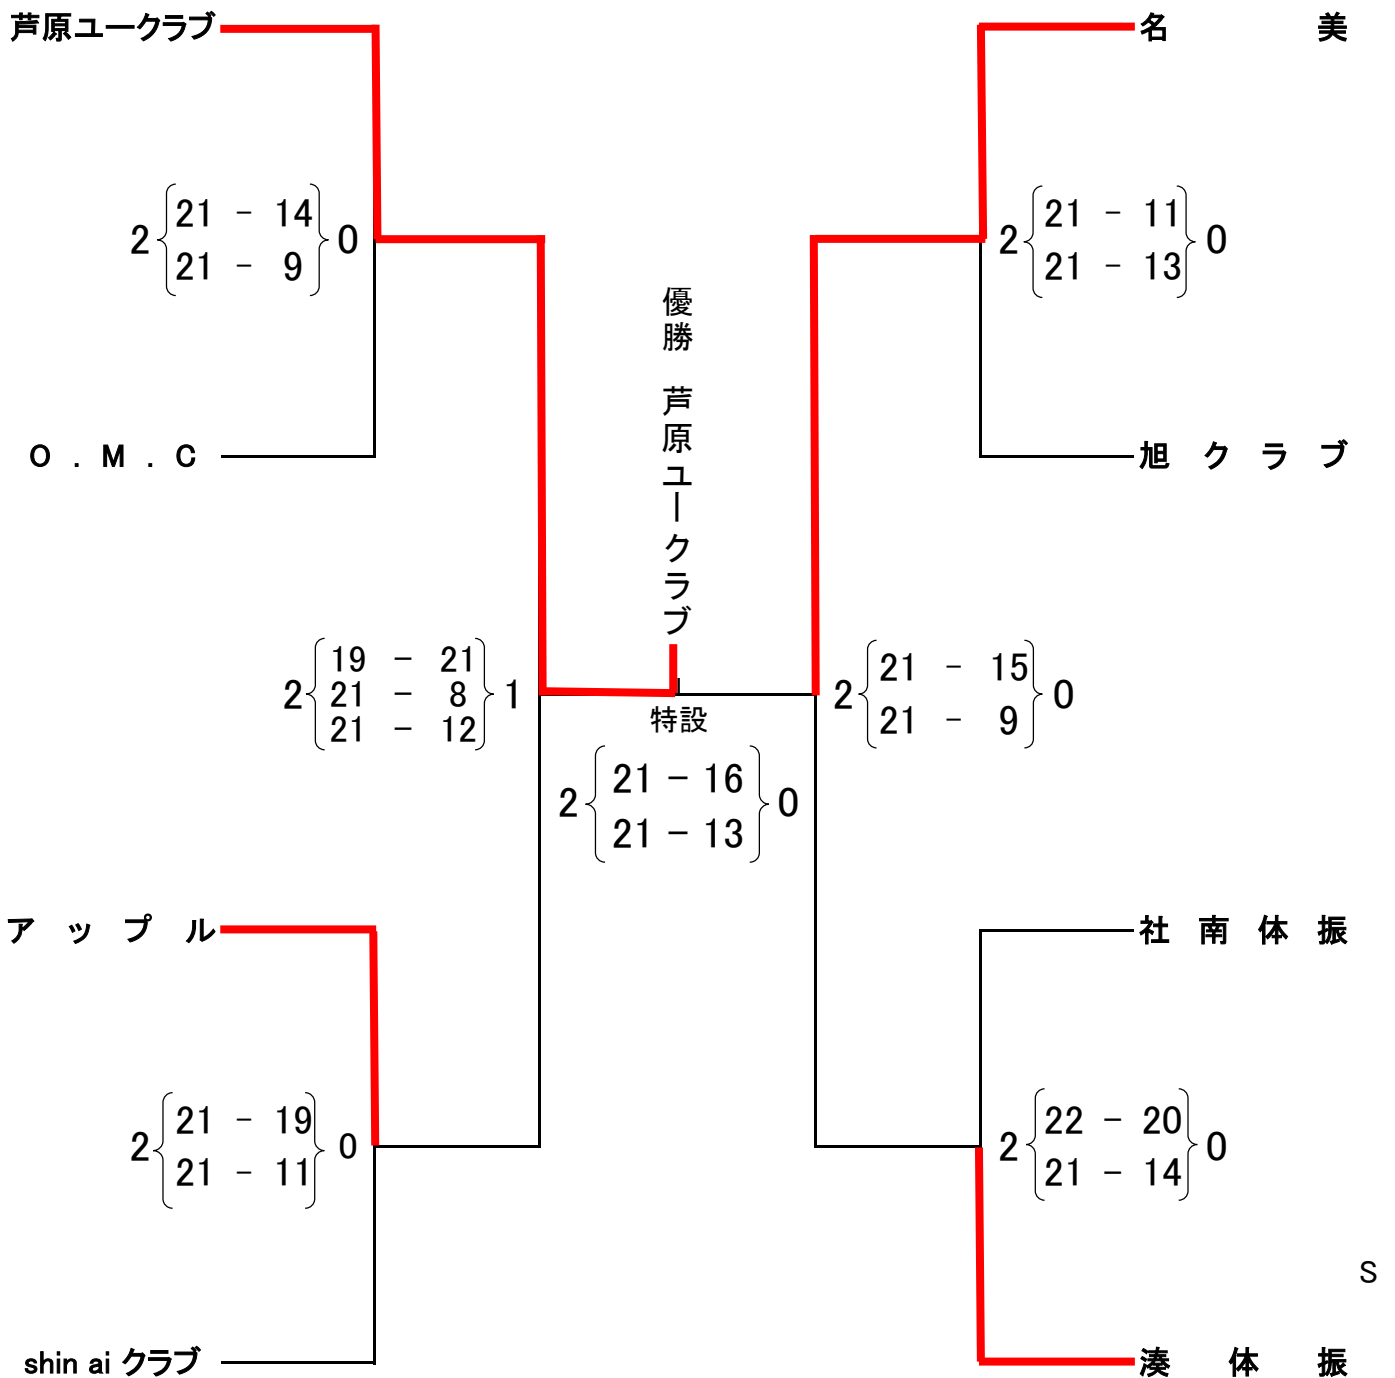 芦原ユークラブ
名 美
2 21 - 14 0
21 - 9
2 21 - 11 0
21 - 13
優勝 芦原ユークラブ
O . M . C
旭 ク ラ ブ
2 19 - 21 1
21 - 8
21 - 12
2 21 - 15 0
21 - 9
特設
2 21 - 16 0
21 - 13
ア ッ プ ル
社 南 体 振
2 21 - 19 0
21 - 11
2 22 - 20 0
21 - 14
S
shin ai クラブ
湊 体 振